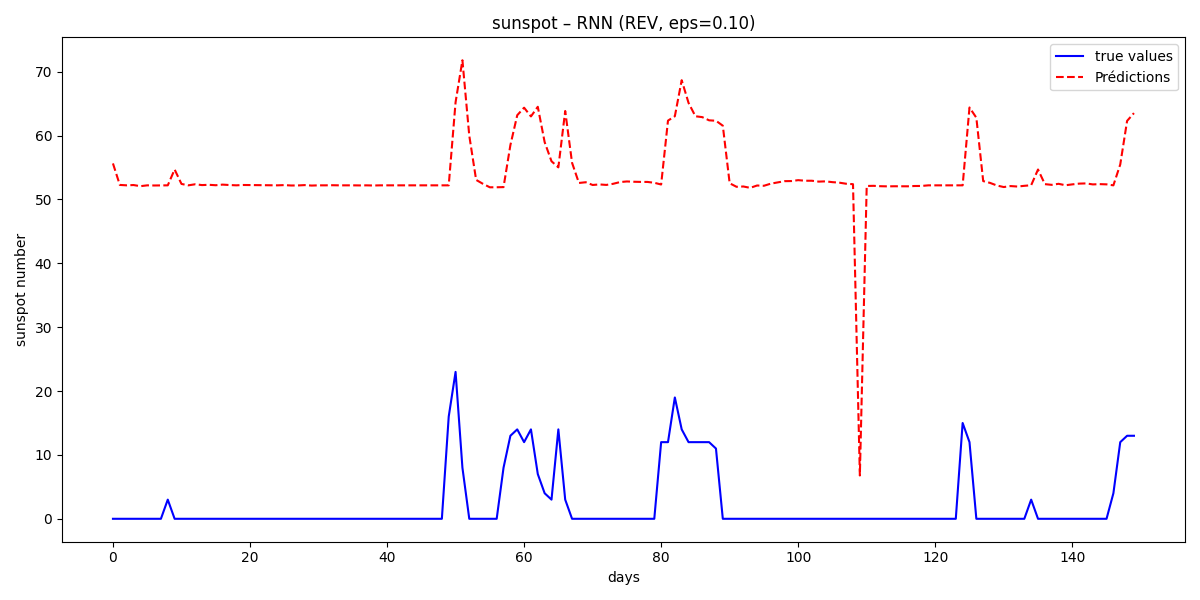 sunspot – RNN (REV, eps=0.10)
true values
Prédictions
sunspot number
70
60
50
40
30
20
10
0
0 20 40 60 80 100 120 140
days